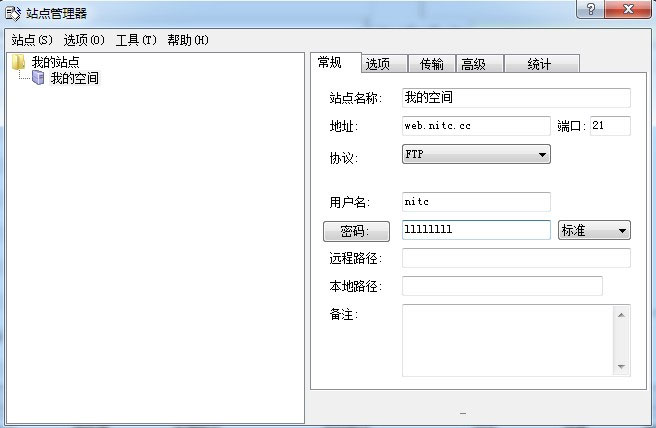 站点管理器
站点(S) 选项(O) 工具(T) 帮助(H)
我的站点
我的空间
常规 选项 传输 高级 统计
站点名称: 我的空间
地址: web.nitc.cc 端口: 21
协议: FTP
用户名: nitc
密码: llllllll 标准
远程路径:
本地路径:
备注: